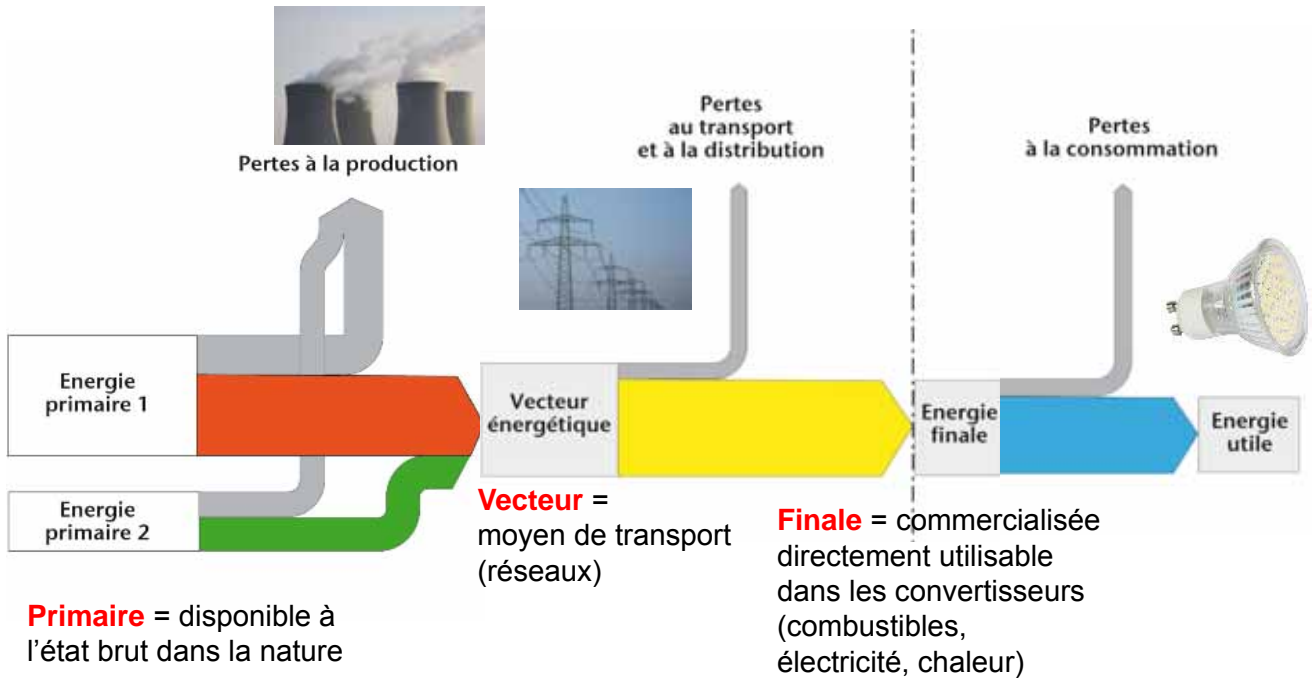 Pertes à la production
Pertes
au transport
et à la distribution
Pertes
à la consommation
Energie
primaire 1
Energie
primaire 2
Vecteur
énergétique
Energie
finale
Energie
utile
Primaire = disponible à
l’état brut dans la nature
Vecteur =
moyen de transport
(réseaux)
Finale = commercialisée
directement utilisable
dans les convertisseurs
(combustibles,
électricité, chaleur)